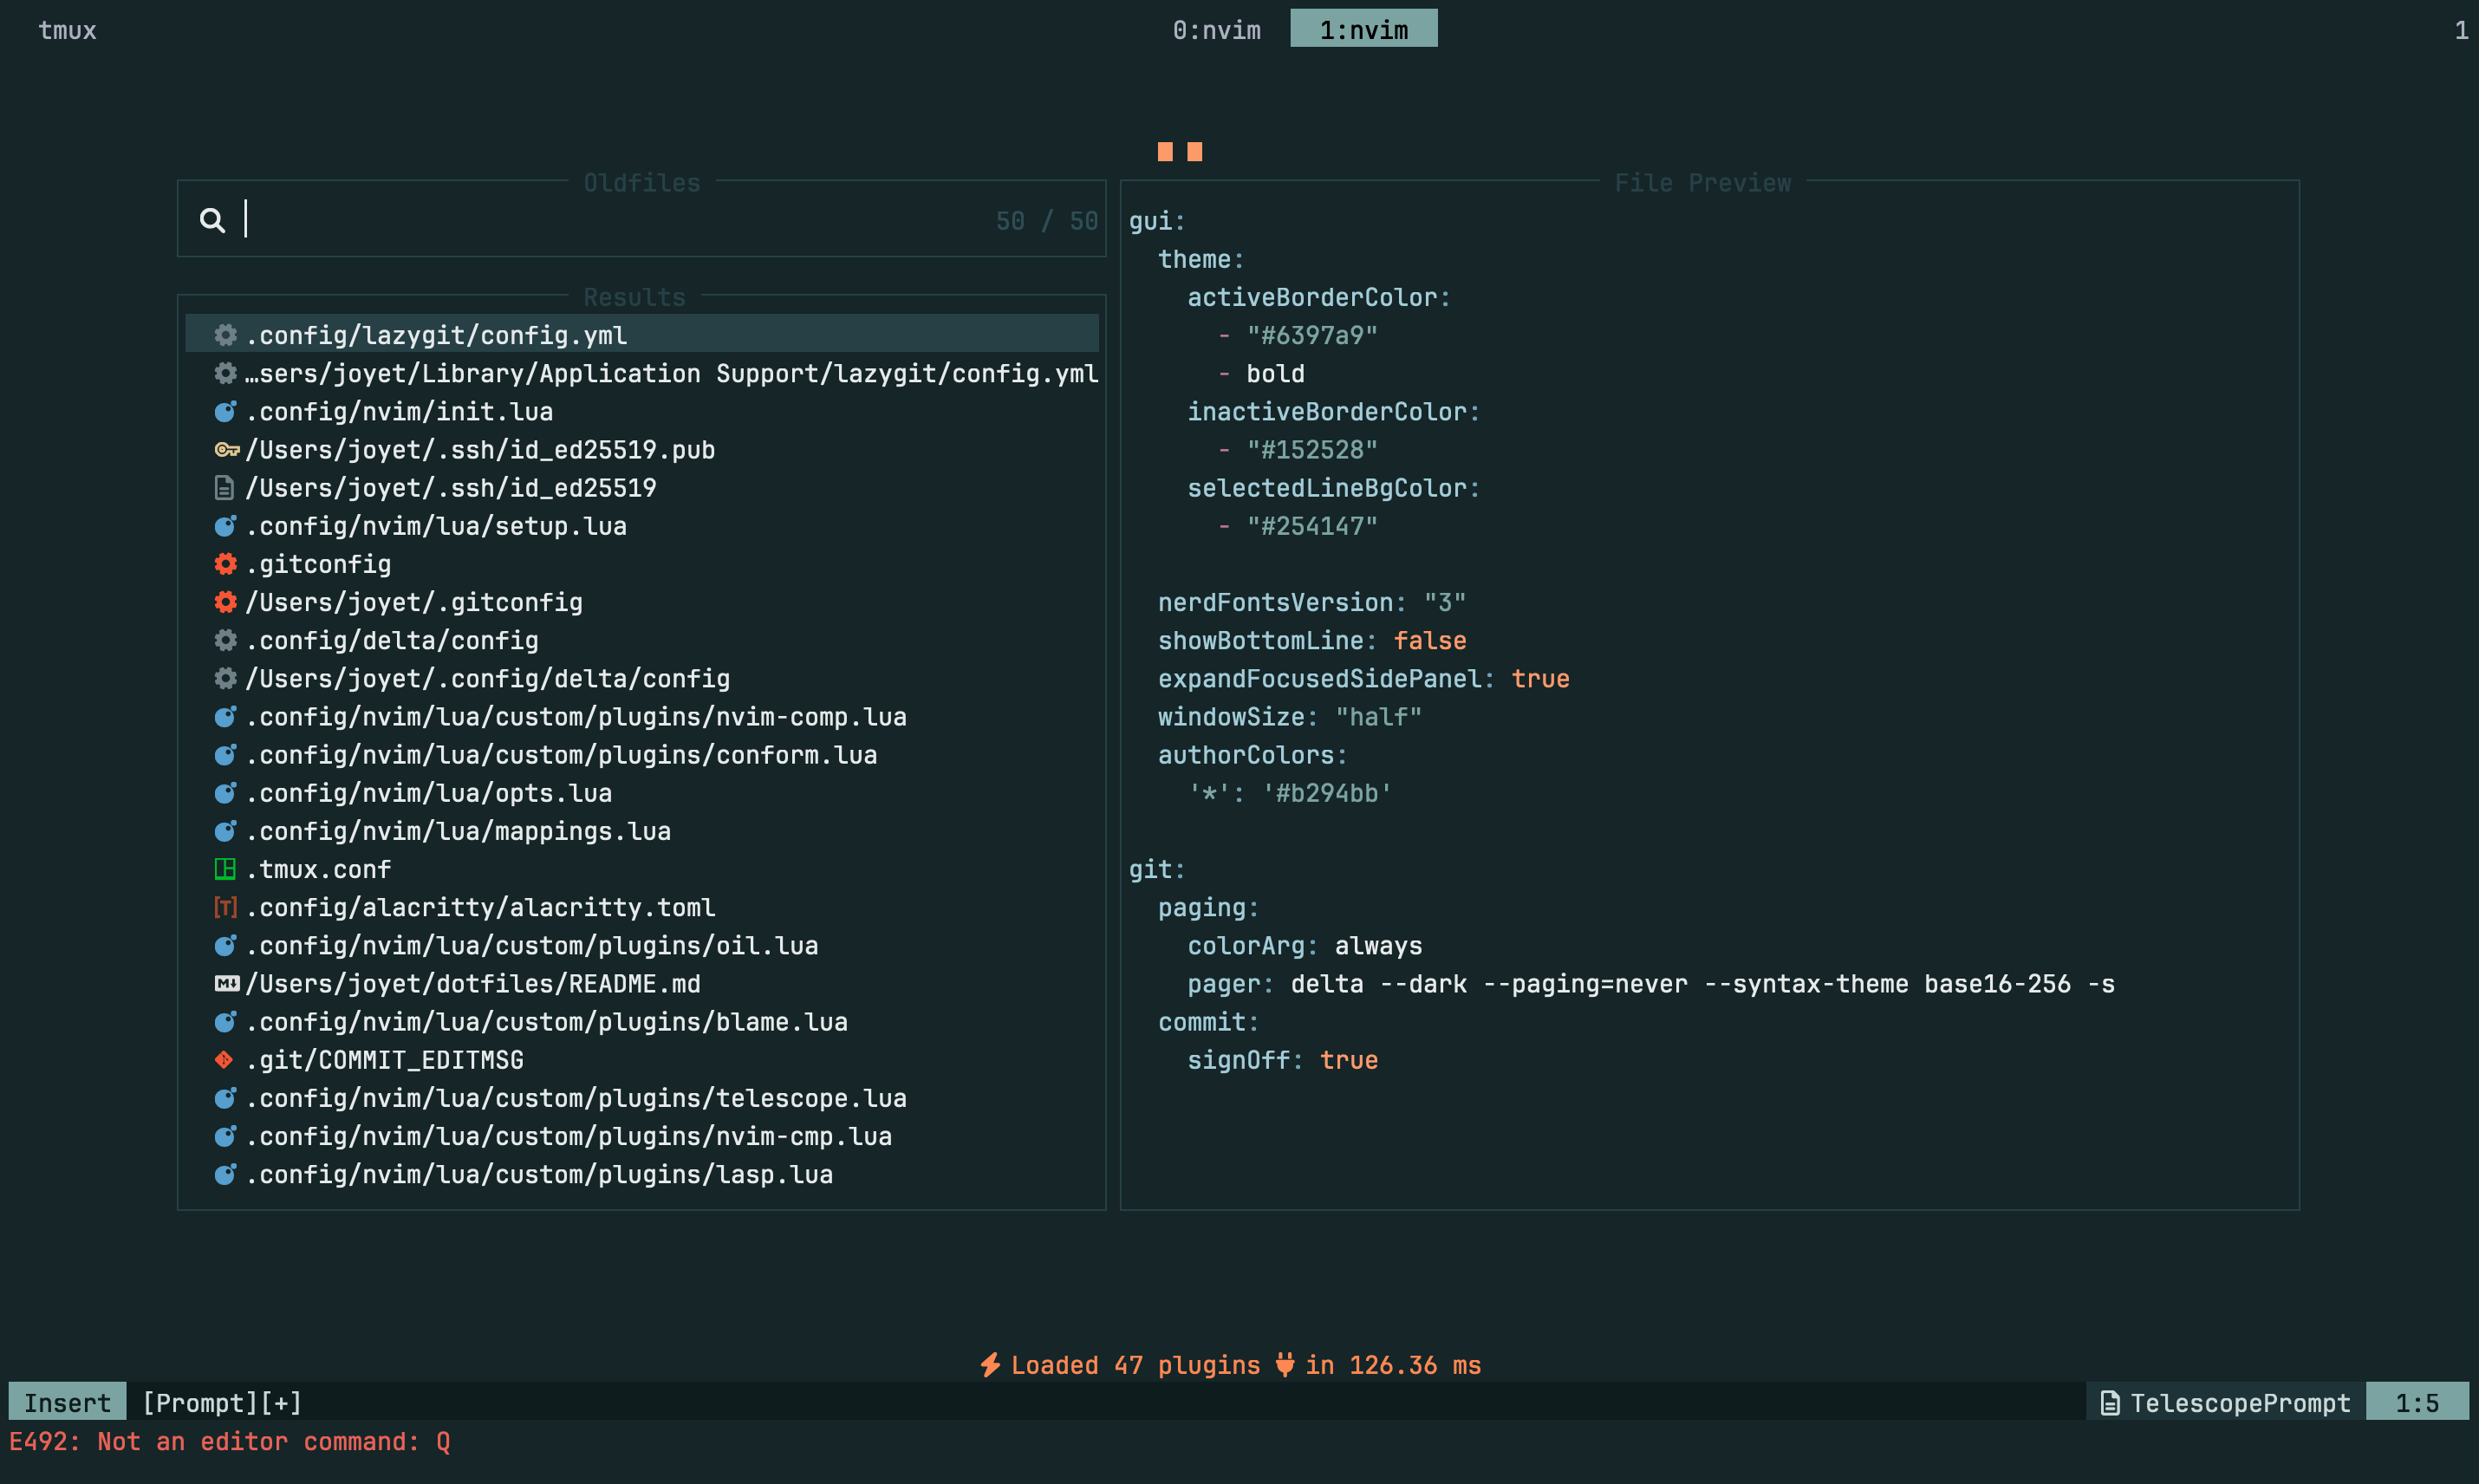 tmux 0:nvim 1:nvim 1
Oldfiles
50 / 50
Results
.config/lazygit/config.yml
…sers/joyet/Library/Application Support/lazygit/config.yml
.config/nvim/init.lua
/Users/joyet/.ssh/id_ed25519.pub
/Users/joyet/.ssh/id_ed25519
.config/nvim/lua/setup.lua
.gitconfig
/Users/joyet/.gitconfig
.config/delta/config
/Users/joyet/.config/delta/config
.config/nvim/lua/custom/plugins/nvim-comp.lua
.config/nvim/lua/custom/plugins/conform.lua
.config/nvim/lua/opts.lua
.config/nvim/lua/mappings.lua
.tmux.conf
.config/alacritty/alacritty.toml
.config/nvim/lua/custom/plugins/oil.lua
/Users/joyet/dotfiles/README.md
.config/nvim/lua/custom/plugins/blame.lua
.git/COMMIT_EDITMSG
.config/nvim/lua/custom/plugins/telescope.lua
.config/nvim/lua/custom/plugins/nvim-cmp.lua
.config/nvim/lua/custom/plugins/lasp.lua
File Preview
gui:
  theme:
    activeBorderColor:
      - "#6397a9"
      - bold
    inactiveBorderColor:
      - "#152528"
    selectedLineBgColor:
      - "#254147"
  nerdFontsVersion: "3"
  showBottomLine: false
  expandFocusedSidePanel: true
  windowSize: "half"
  authorColors:
    '*': '#b294bb'
git:
  paging:
    colorArg: always
    pager: delta --dark --paging=never --syntax-theme base16-256 -s
  commit:
    signOff: true
Loaded 47 plugins in 126.36 ms
Insert [Prompt][+] TelescopePrompt 1:5
E492: Not an editor command: Q